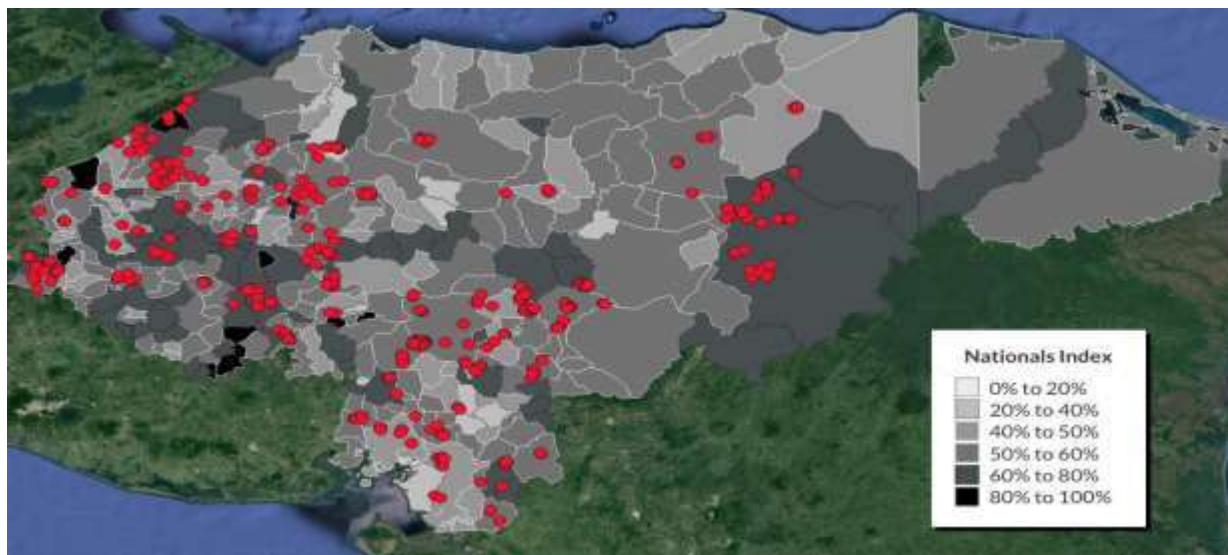 Nationals Index
0% to 20%
20% to 40%
40% to 50%
50% to 60%
60% to 80%
80% to 100%